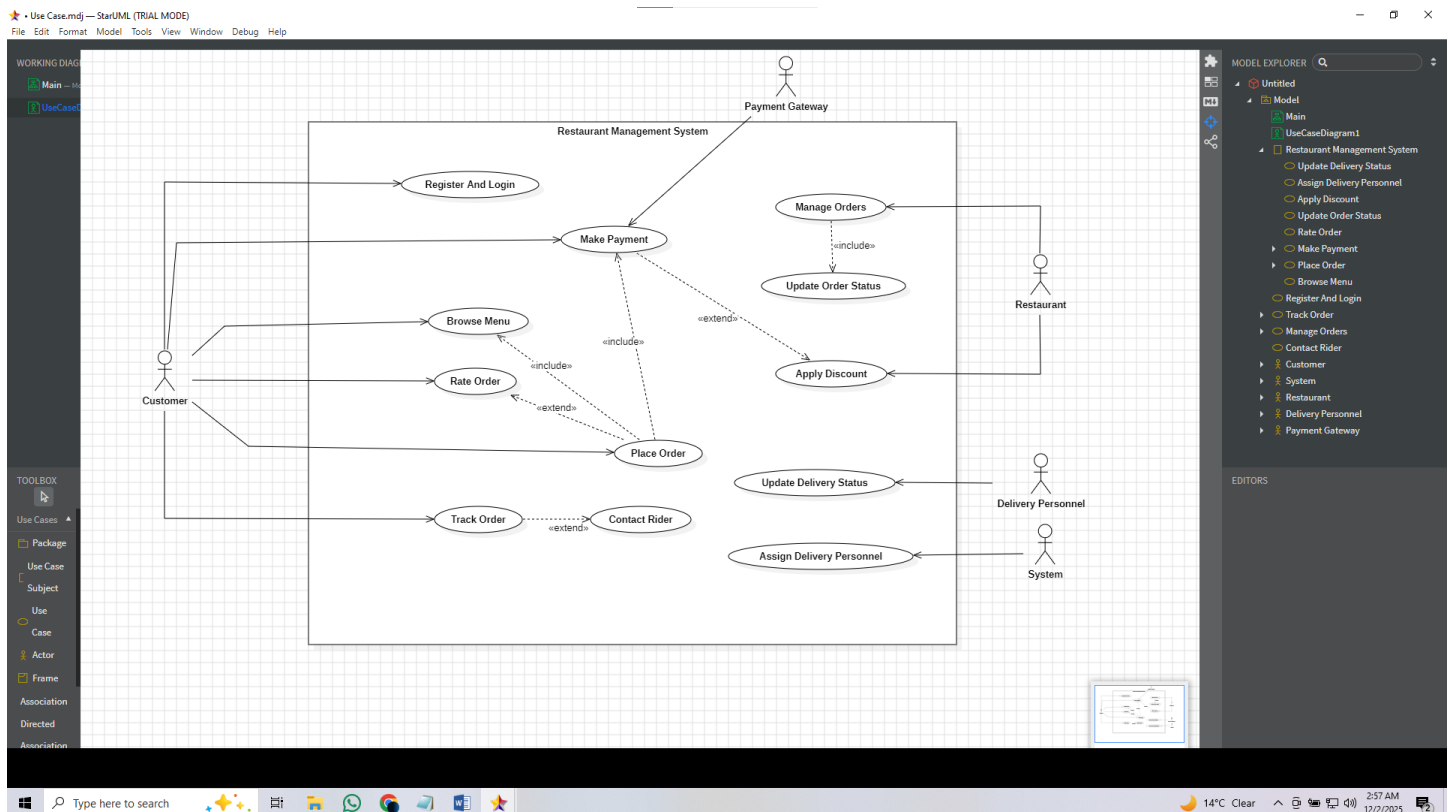 • Use Case.mdj — StarUML (TRIAL MODE)
File Edit Format Model Tools View Window Debug Help
WORKING DIAG
Main — Mo
UseCaseD
TOOLBOX
Use Cases
Package
Use Case
Subject
Use
Case
Actor
Frame
Association
Directed
Association
Payment Gateway
Restaurant Management System
Register And Login
Manage Orders
Make Payment
«include»
Update Order Status
Restaurant
Browse Menu
«extend»
«include»
«include»
Rate Order
Apply Discount
Customer
«extend»
Place Order
Update Delivery Status
Delivery Personnel
Track Order
«extend»
Contact Rider
Assign Delivery Personnel
System
MODEL EXPLORER
Untitled
Model
Main
UseCaseDiagram1
Restaurant Management System
Update Delivery Status
Assign Delivery Personnel
Apply Discount
Update Order Status
Rate Order
Make Payment
Place Order
Browse Menu
Register And Login
Track Order
Manage Orders
Contact Rider
Customer
System
Restaurant
Delivery Personnel
Payment Gateway
EDITORS
Type here to search
14°C Clear
2:57 AM
12/2/2025